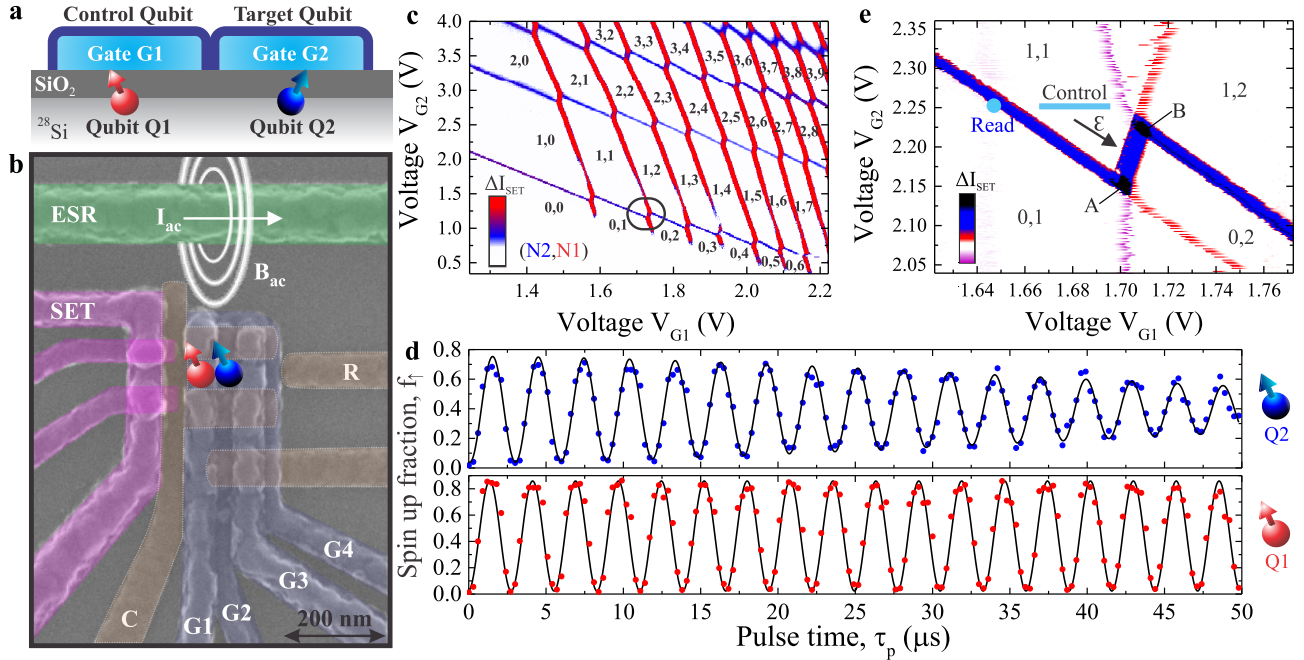 a
Control Qubit
Target Qubit
Gate G1
Gate G2
SiO₂
²⁸Si
Qubit Q1
Qubit Q2
b
ESR
I_ac
B_ac
SET
R
C
G1
G2
G3
G4
200 nm
c
Voltage V_G2 (V)
4.0
3.5
3.0
2.5
2.0
1.5
1.0
0.5
2,0
3,2
3,3
3,4
3,5
3,6
3,7
3,8
3,9
2,1
2,2
2,3
2,4
2,5
2,6
2,7
2,8
1,0
1,1
1,2
1,3
1,4
1,5
1,6
1,7
0,0
0,1
0,2
0,3
0,4
0,5
0,6
ΔI_SET
(N2,N1)
1.4
1.6
1.8
2.0
2.2
Voltage V_G1 (V)
e
Voltage V_G2 (V)
2.35
2.30
2.25
2.20
2.15
2.10
2.05
1,1
Control
1,2
Read
ε
B
A
ΔI_SET
0,1
0,2
1.64
1.66
1.68
1.70
1.72
1.74
1.76
Voltage V_G1 (V)
d
Spin up fraction, f↑
0.8
0.6
0.4
0.2
0.0
Q2
0.8
0.6
0.4
0.2
0.0
Q1
0 5 10 15 20 25 30 35 40 45 50
Pulse time, τ_p (μs)